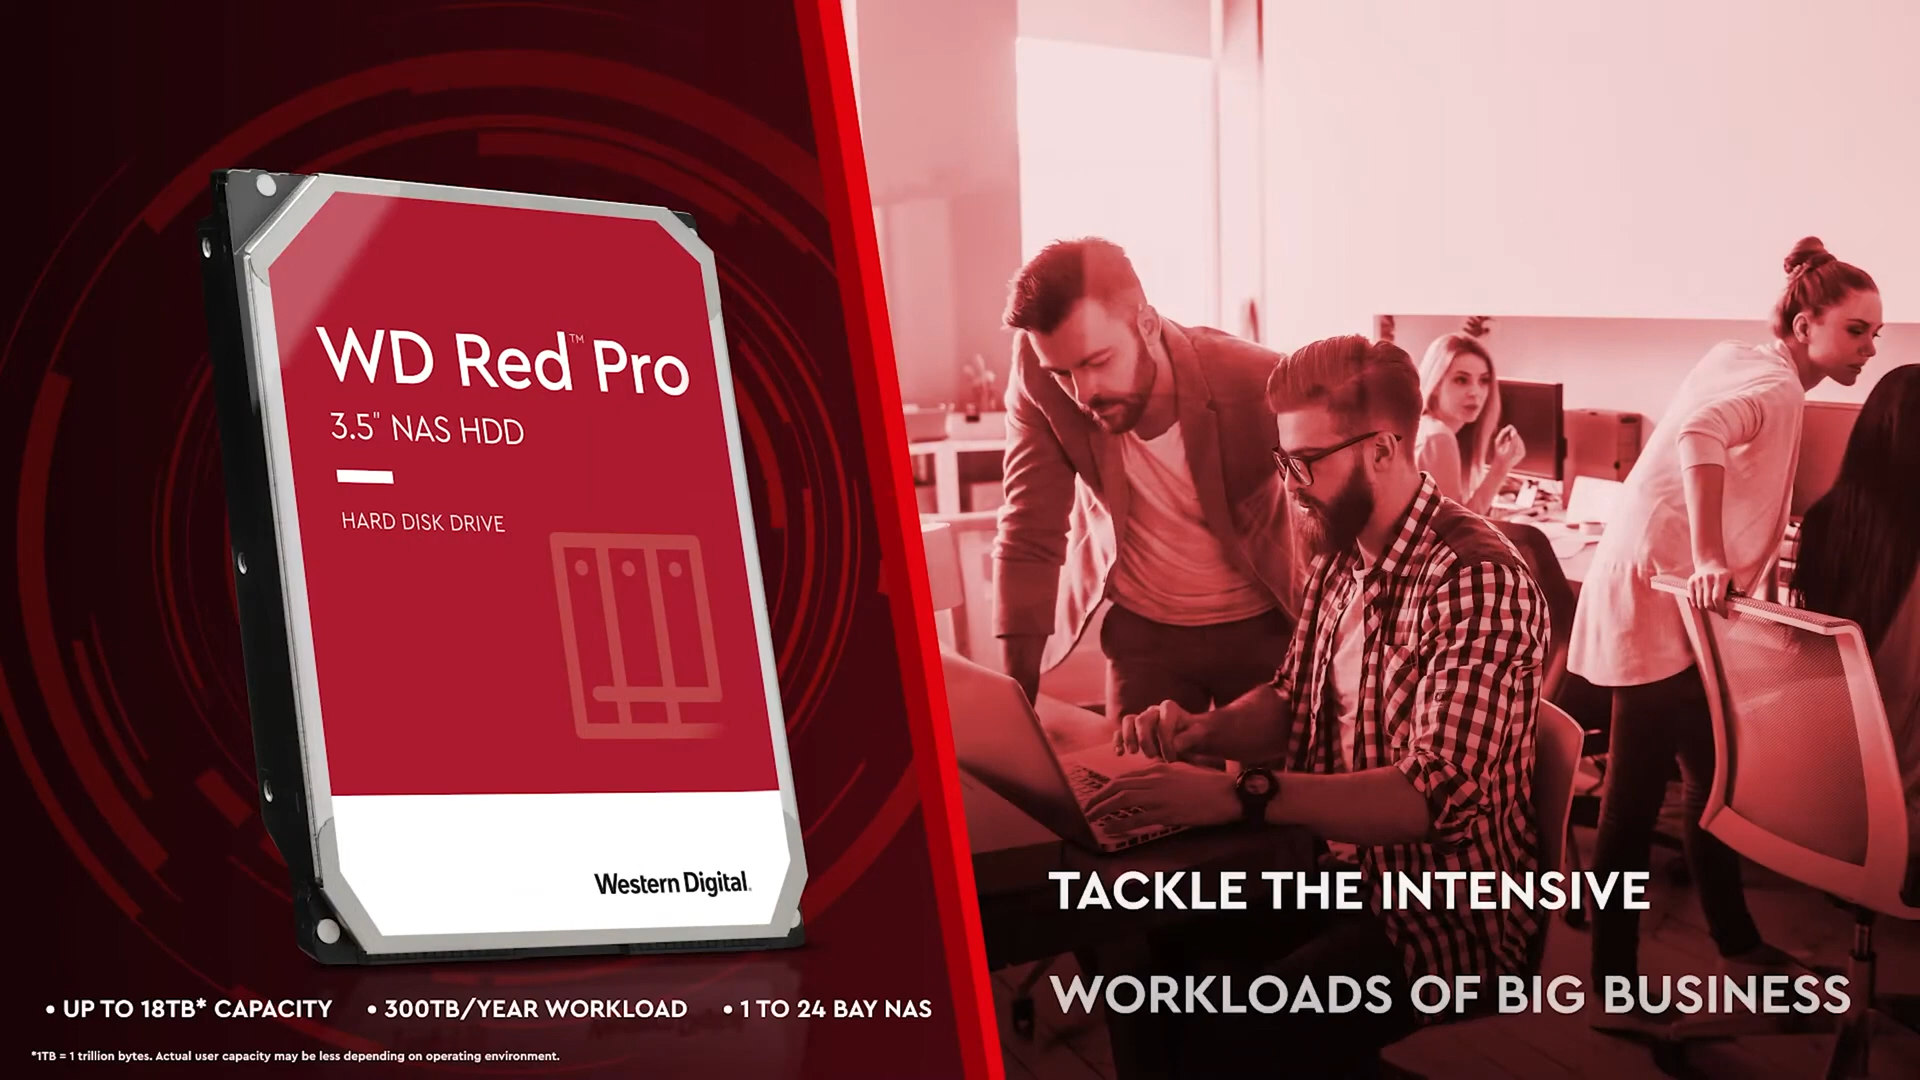 WD Red™ Pro
3.5" NAS HDD
HARD DISK DRIVE
Western Digital.
• UP TO 18TB* CAPACITY • 300TB/YEAR WORKLOAD • 1 TO 24 BAY NAS
*1TB = 1 trillion bytes. Actual user capacity may be less depending on operating environment.
TACKLE THE INTENSIVE
WORKLOADS OF BIG BUSINESS